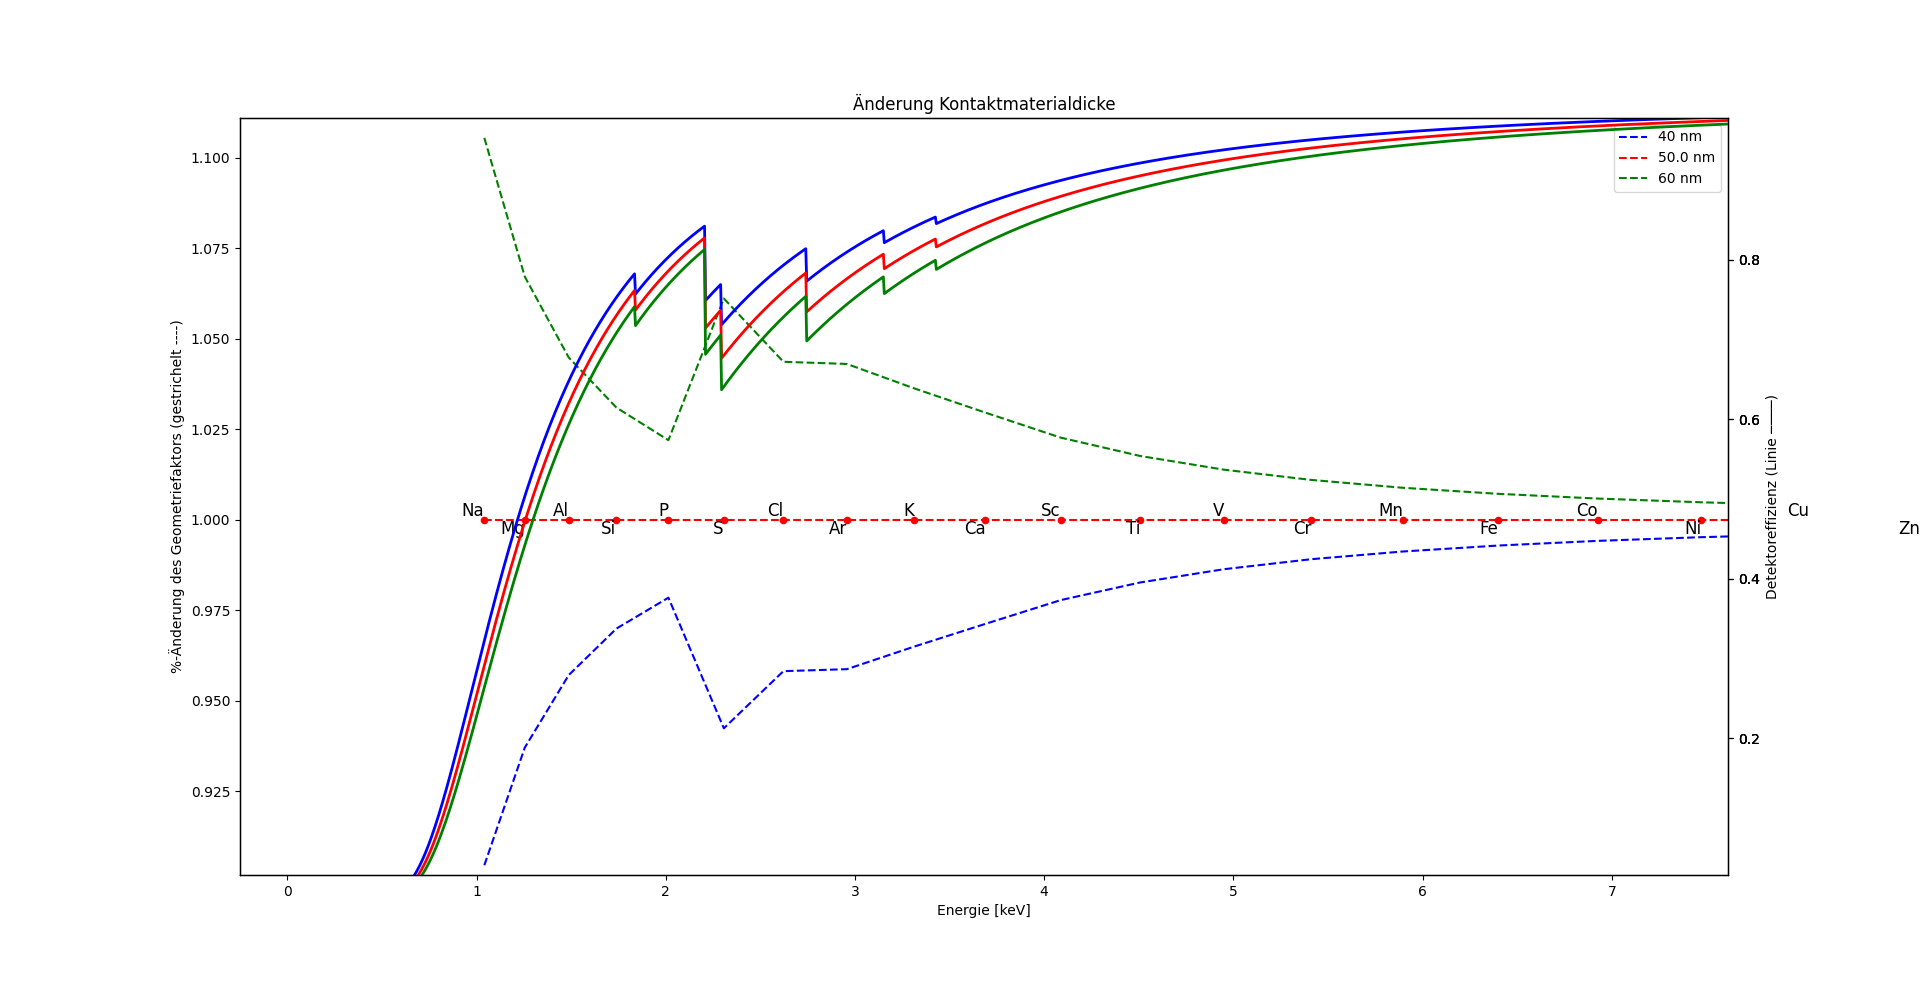 Änderung Kontaktmaterialdicke
%-Änderung des Geometriefaktors (gestrichelt ----)
1.100
1.075
1.050
1.025
1.000
0.975
0.950
0.925
40 nm
50.0 nm
60 nm
Na
Mg
Al
Si
P
S
Cl
Ar
K
Ca
Sc
Ti
V
Cr
Mn
Fe
Co
Ni
Cu
Zn
0.8
0.6
0.4
0.2
Detektoreffizienz (Linie ——)
0 1 2 3 4 5 6 7
Energie [keV]